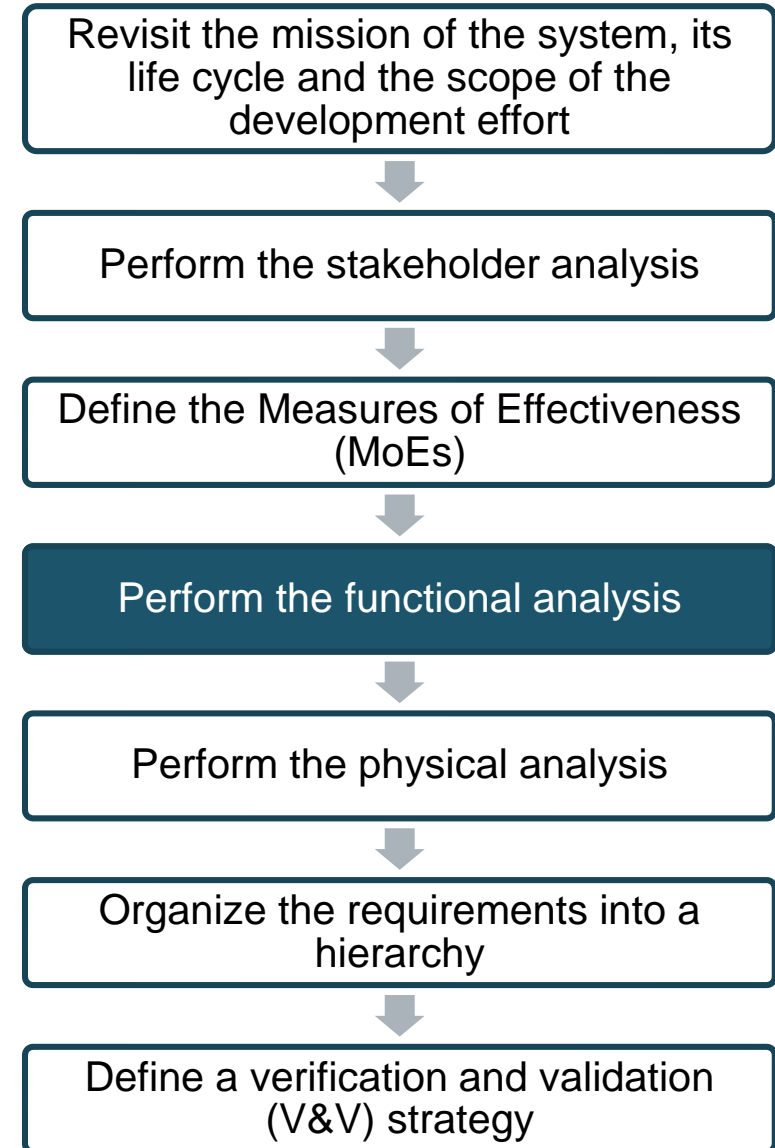 Revisit the mission of the system, its
life cycle and the scope of the
development effort
Perform the stakeholder analysis
Define the Measures of Effectiveness
(MoEs)
Perform the functional analysis
Perform the physical analysis
Organize the requirements into a
hierarchy
Define a verification and validation
(V&V) strategy